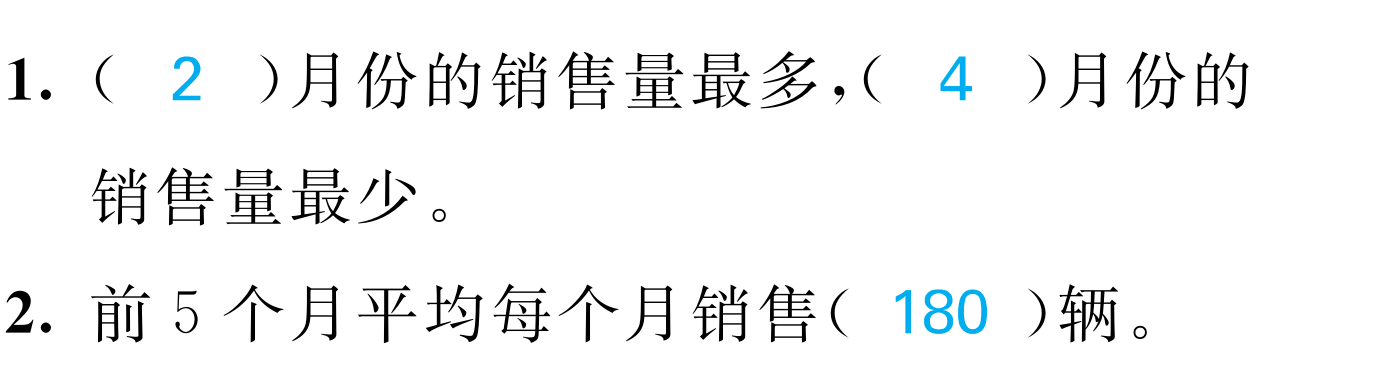 1. ( 2 )月份的销售量最多,( 4 )月份的
销售量最少。
2. 前 5 个月平均每个月销售( 180 )辆。